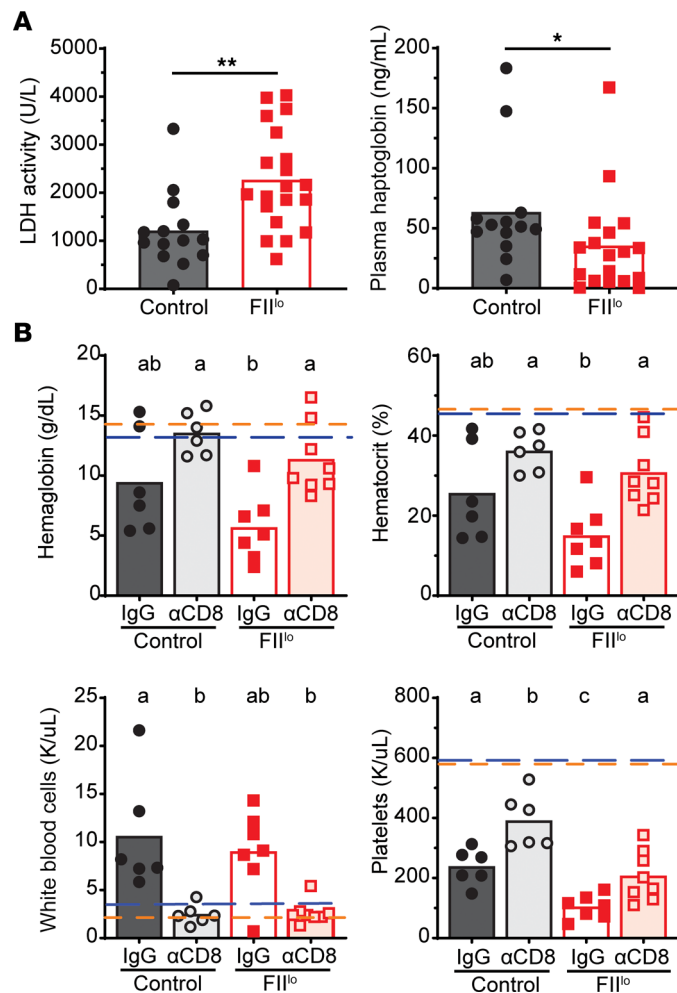 A
LDH activity (U/L)
5000
4000
3000
2000
1000
0
**
Control FIIˡᵒ
Plasma haptoglobin (ng/mL)
200
150
100
50
0
*
Control FIIˡᵒ
B
Hemaglobin (g/dL)
20
15
10
5
0
ab a b a
IgG αCD8 IgG αCD8
Control FIIˡᵒ
Hematocrit (%)
60
40
20
0
ab a b a
IgG αCD8 IgG αCD8
Control FIIˡᵒ
White blood cells (K/uL)
25
20
15
10
5
0
a b ab b
IgG αCD8 IgG αCD8
Control FIIˡᵒ
Platelets (K/uL)
800
600
400
200
0
a b c a
IgG αCD8 IgG αCD8
Control FIIˡᵒ